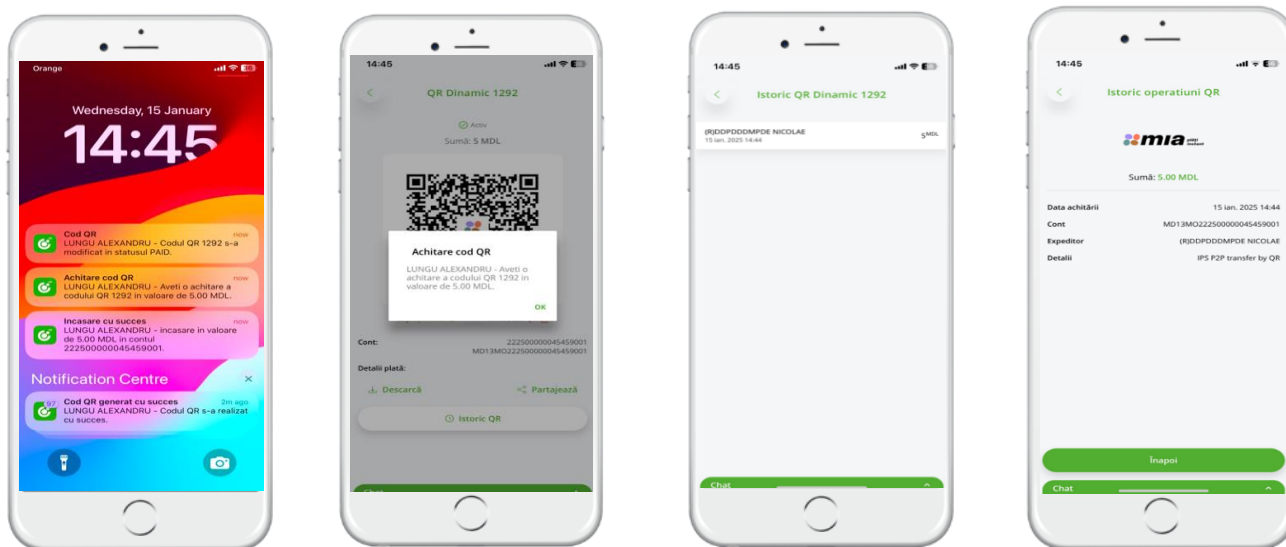 Orange
Wednesday, 15 January
14:45
Cod QR now
LUNGU ALEXANDRU - Codul QR 1292 s-a
modificat in statusul PAID.
Achitare cod QR now
LUNGU ALEXANDRU - Aveti o achitare a
codului QR 1292 in valoare de 5.00 MDL.
Incasare cu succes now
LUNGU ALEXANDRU - incasare in valoare
de 5.00 MDL in contul
222500000045459001.
Notification Centre
97
Cod QR generat cu succes 2m ago
LUNGU ALEXANDRU - Codul QR s-a realizat
cu succes.
14:45
QR Dinamic 1292
Activ
Sumă: 5 MDL
Achitare cod QR
LUNGU ALEXANDRU - Aveti o
achitare a codului QR 1292 in
valoare de 5.00 MDL.
OK
Cont: 222500000045459001
MD13MO222500000045459001
Detalii plată:
Descarcă Partajează
Istoric QR
Chat
14:45
Istoric QR Dinamic 1292
(R)DDPDDDMPDE NICOLAE 5 MDL
15 ian. 2025 14:44
Chat
14:45
Istoric operatiuni QR
mia plăți
instant
Sumă: 5.00 MDL
Data achitării 15 ian. 2025 14:44
Cont MD13MO222500000045459001
Expeditor (R)DDPDDDMPDE NICOLAE
Detalii IPS P2P transfer by QR
Înapoi
Chat